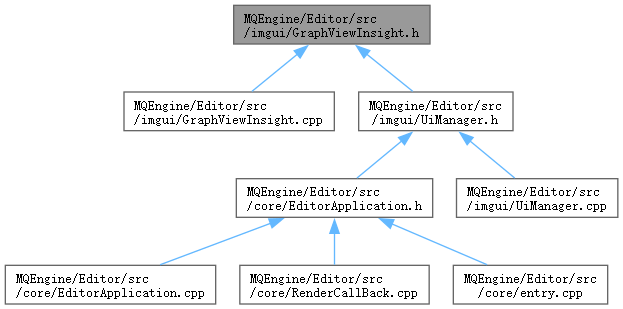 MQEngine/Editor/src
/imgui/GraphViewInsight.h
MQEngine/Editor/src
/imgui/GraphViewInsight.cpp
MQEngine/Editor/src
/imgui/UiManager.h
MQEngine/Editor/src
/core/EditorApplication.h
MQEngine/Editor/src
/imgui/UiManager.cpp
MQEngine/Editor/src
/core/EditorApplication.cpp
MQEngine/Editor/src
/core/RenderCallBack.cpp
MQEngine/Editor/src
/core/entry.cpp